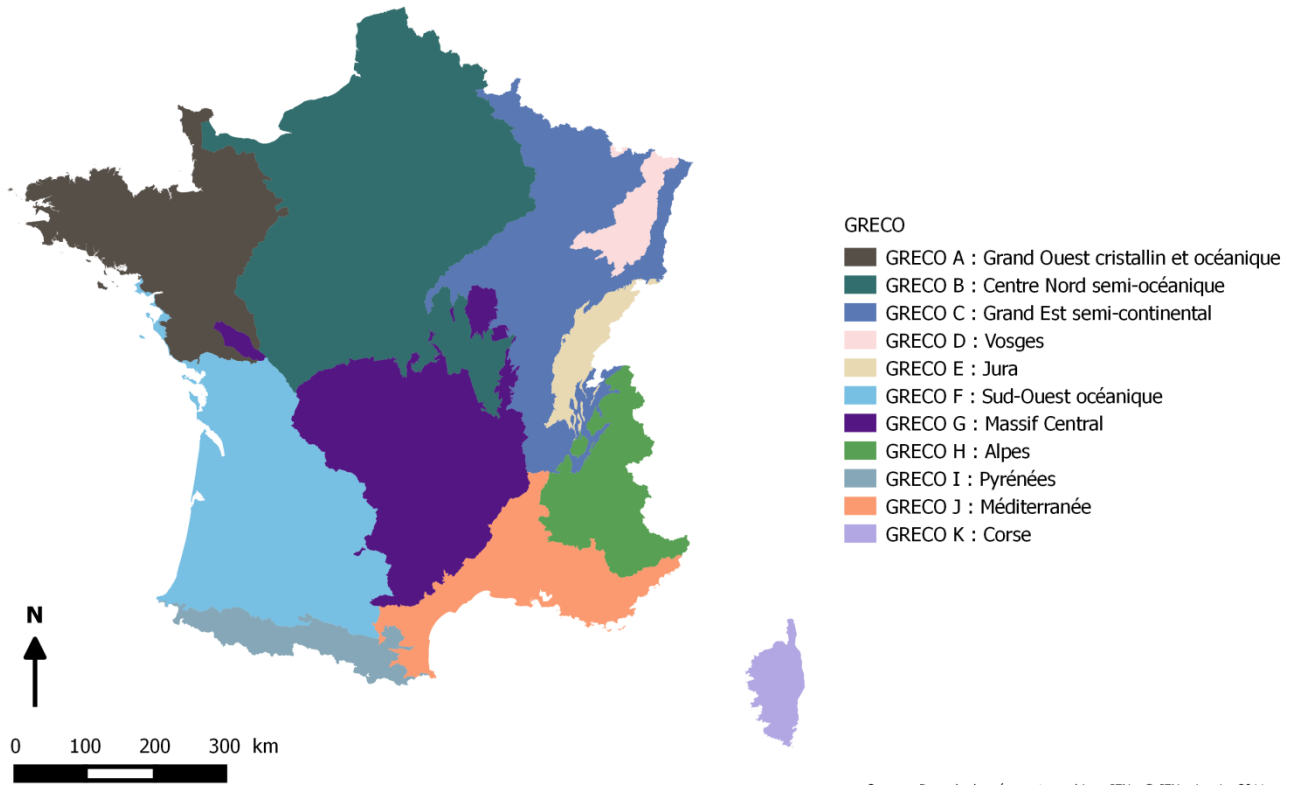 GRECO
GRECO A : Grand Ouest cristallin et océanique
GRECO B : Centre Nord semi-océanique
GRECO C : Grand Est semi-continental
GRECO D : Vosges
GRECO E : Jura
GRECO F : Sud-Ouest océanique
GRECO G : Massif Central
GRECO H : Alpes
GRECO I : Pyrénées
GRECO J : Méditerranée
GRECO K : Corse
N
0 100 200 300 km